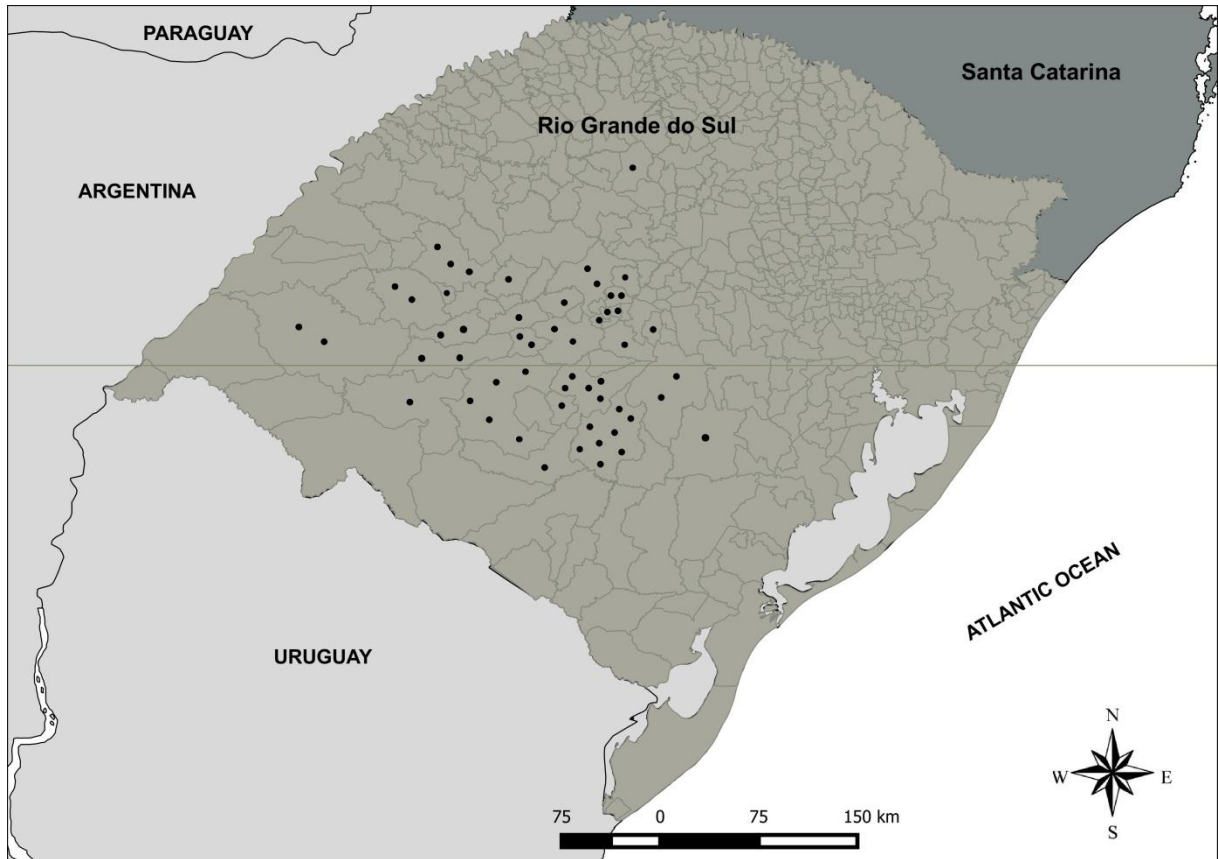 PARAGUAY
Santa Catarina
Rio Grande do Sul
ARGENTINA
ATLANTIC OCEAN
URUGUAY
N
W E
S
75 0 75 150 km